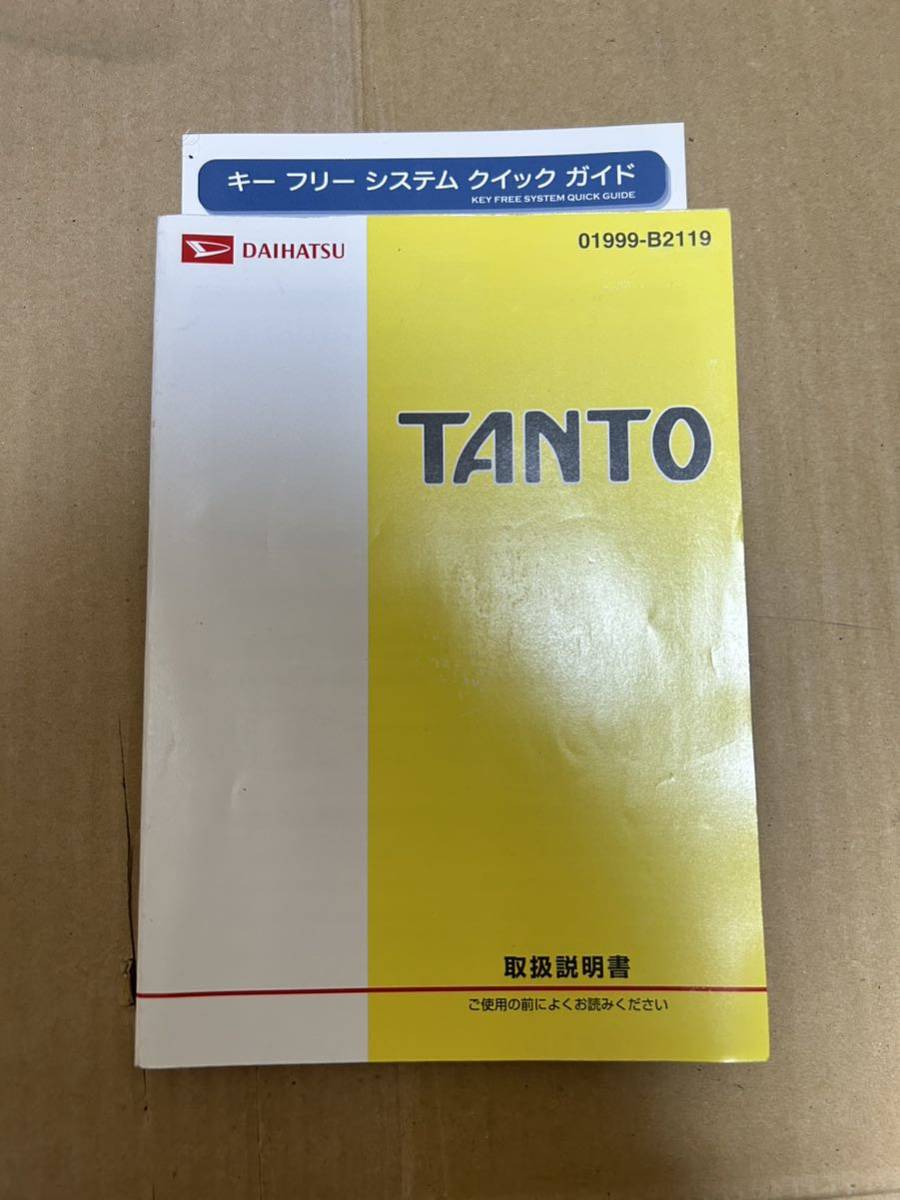 キー フリー システム クイック ガイド
KEY FREE SYSTEM QUICK GUIDE
DAIHATSU
01999-B2119
TANTO
取扱説明書
ご使用の前によくお読みください